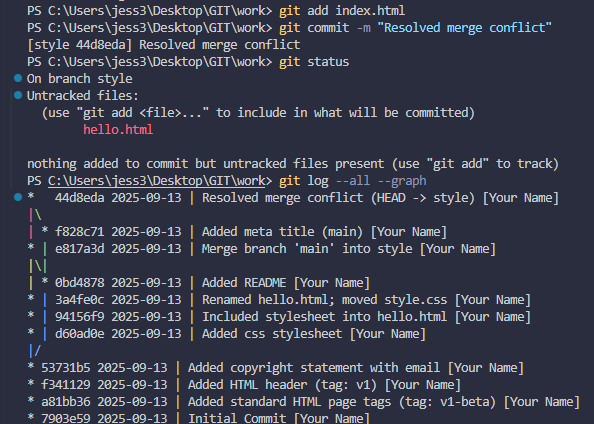 PS C:\Users\jess3\Desktop\GIT\work> git add index.html
PS C:\Users\jess3\Desktop\GIT\work> git commit -m "Resolved merge conflict"
[style 44d8eda] Resolved merge conflict
PS C:\Users\jess3\Desktop\GIT\work> git status
On branch style
Untracked files:
  (use "git add <file>..." to include in what will be committed)
        hello.html

nothing added to commit but untracked files present (use "git add" to track)
PS C:\Users\jess3\Desktop\GIT\work> git log --all --graph
*   44d8eda 2025-09-13 | Resolved merge conflict (HEAD -> style) [Your Name]
|\
| * f828c71 2025-09-13 | Added meta title (main) [Your Name]
* | e817a3d 2025-09-13 | Merge branch 'main' into style [Your Name]
|\|
| * 0bd4878 2025-09-13 | Added README [Your Name]
* | 3a4fe0c 2025-09-13 | Renamed hello.html; moved style.css [Your Name]
* | 94156f9 2025-09-13 | Included stylesheet into hello.html [Your Name]
* | d60ad0e 2025-09-13 | Added css stylesheet [Your Name]
|/
* 53731b5 2025-09-13 | Added copyright statement with email [Your Name]
* f341129 2025-09-13 | Added HTML header (tag: v1) [Your Name]
* a81bb36 2025-09-13 | Added standard HTML page tags (tag: v1-beta) [Your Name]
* 7903e59 2025-09-13 | Initial Commit [Your Name]